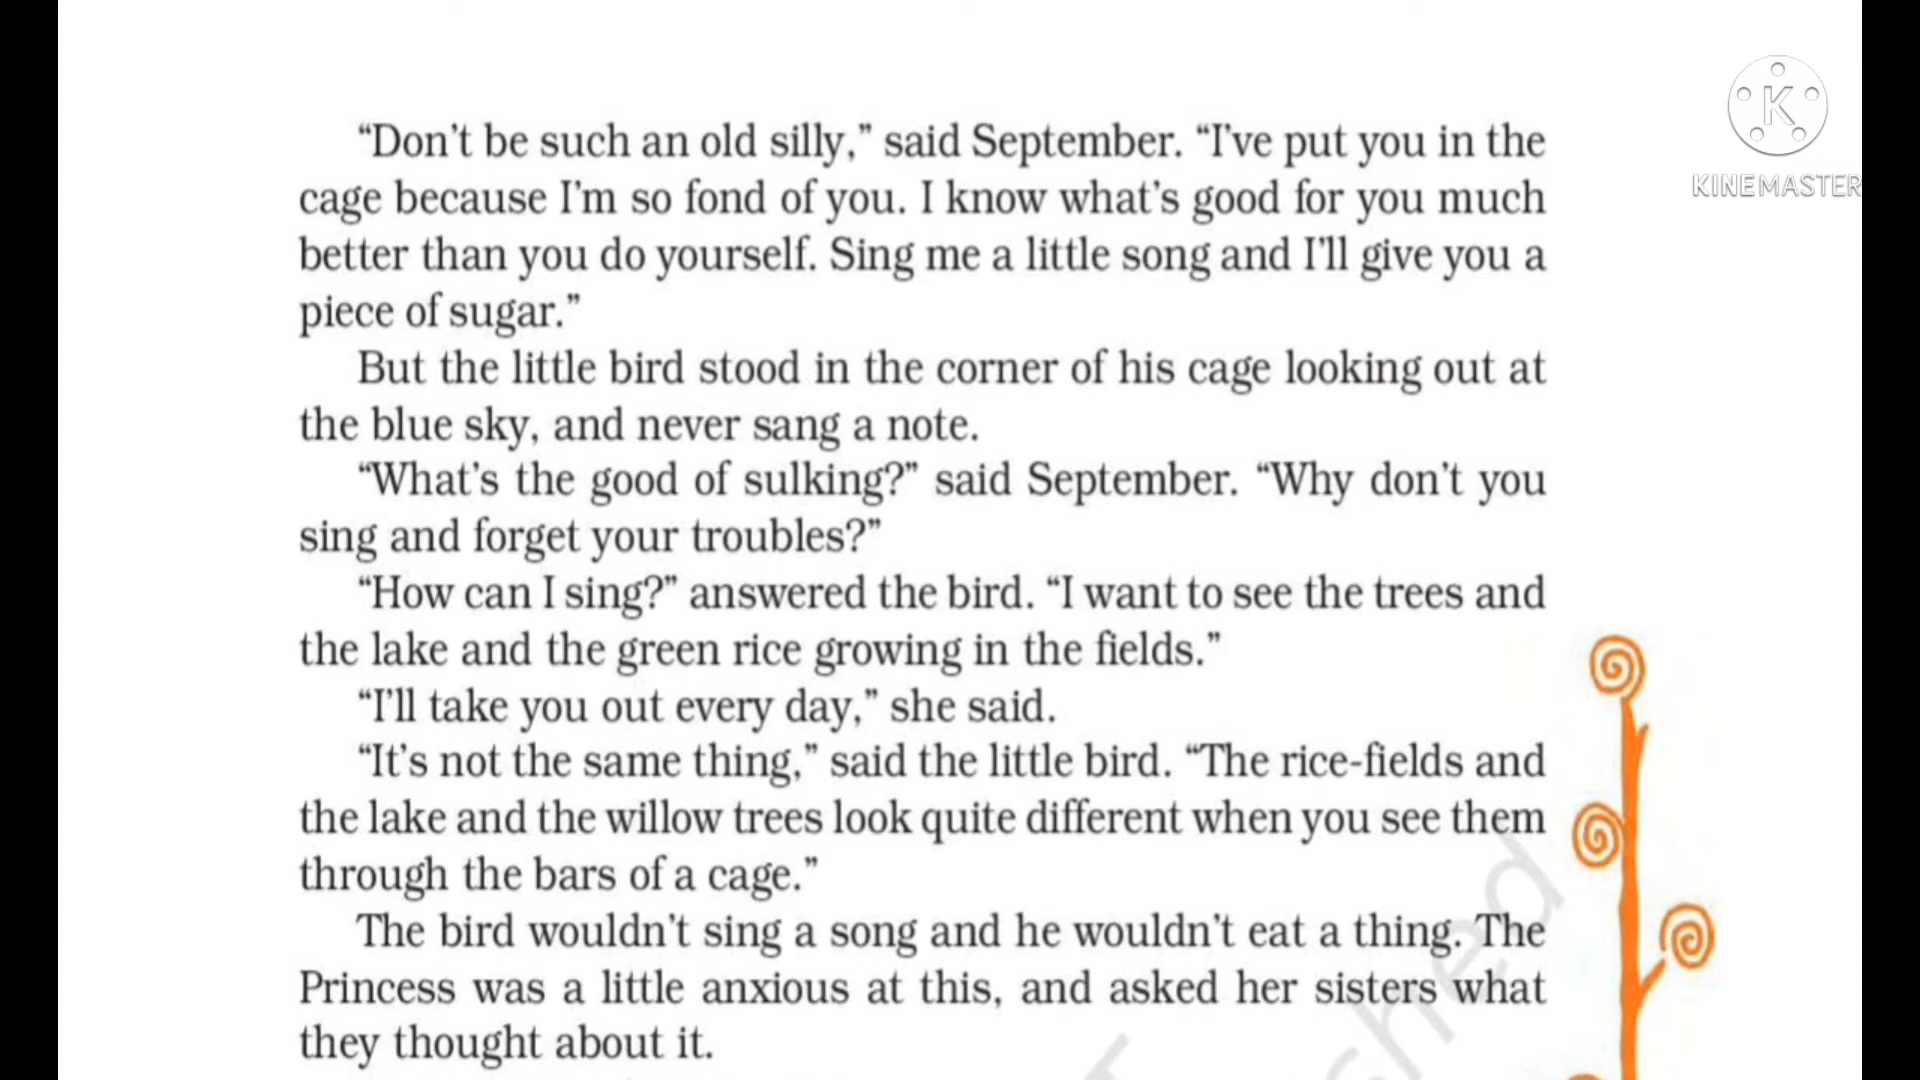 “Don’t be such an old silly,” said September. “I’ve put you in the
cage because I’m so fond of you. I know what’s good for you much
better than you do yourself. Sing me a little song and I’ll give you a
piece of sugar.”
But the little bird stood in the corner of his cage looking out at
the blue sky, and never sang a note.
“What’s the good of sulking?” said September. “Why don’t you
sing and forget your troubles?”
“How can I sing?” answered the bird. “I want to see the trees and
the lake and the green rice growing in the fields.”
“I’ll take you out every day,” she said.
“It’s not the same thing,” said the little bird. “The rice-fields and
the lake and the willow trees look quite different when you see them
through the bars of a cage.”
The bird wouldn’t sing a song and he wouldn’t eat a thing. The
Princess was a little anxious at this, and asked her sisters what
they thought about it.
K
KINEMASTER
shed